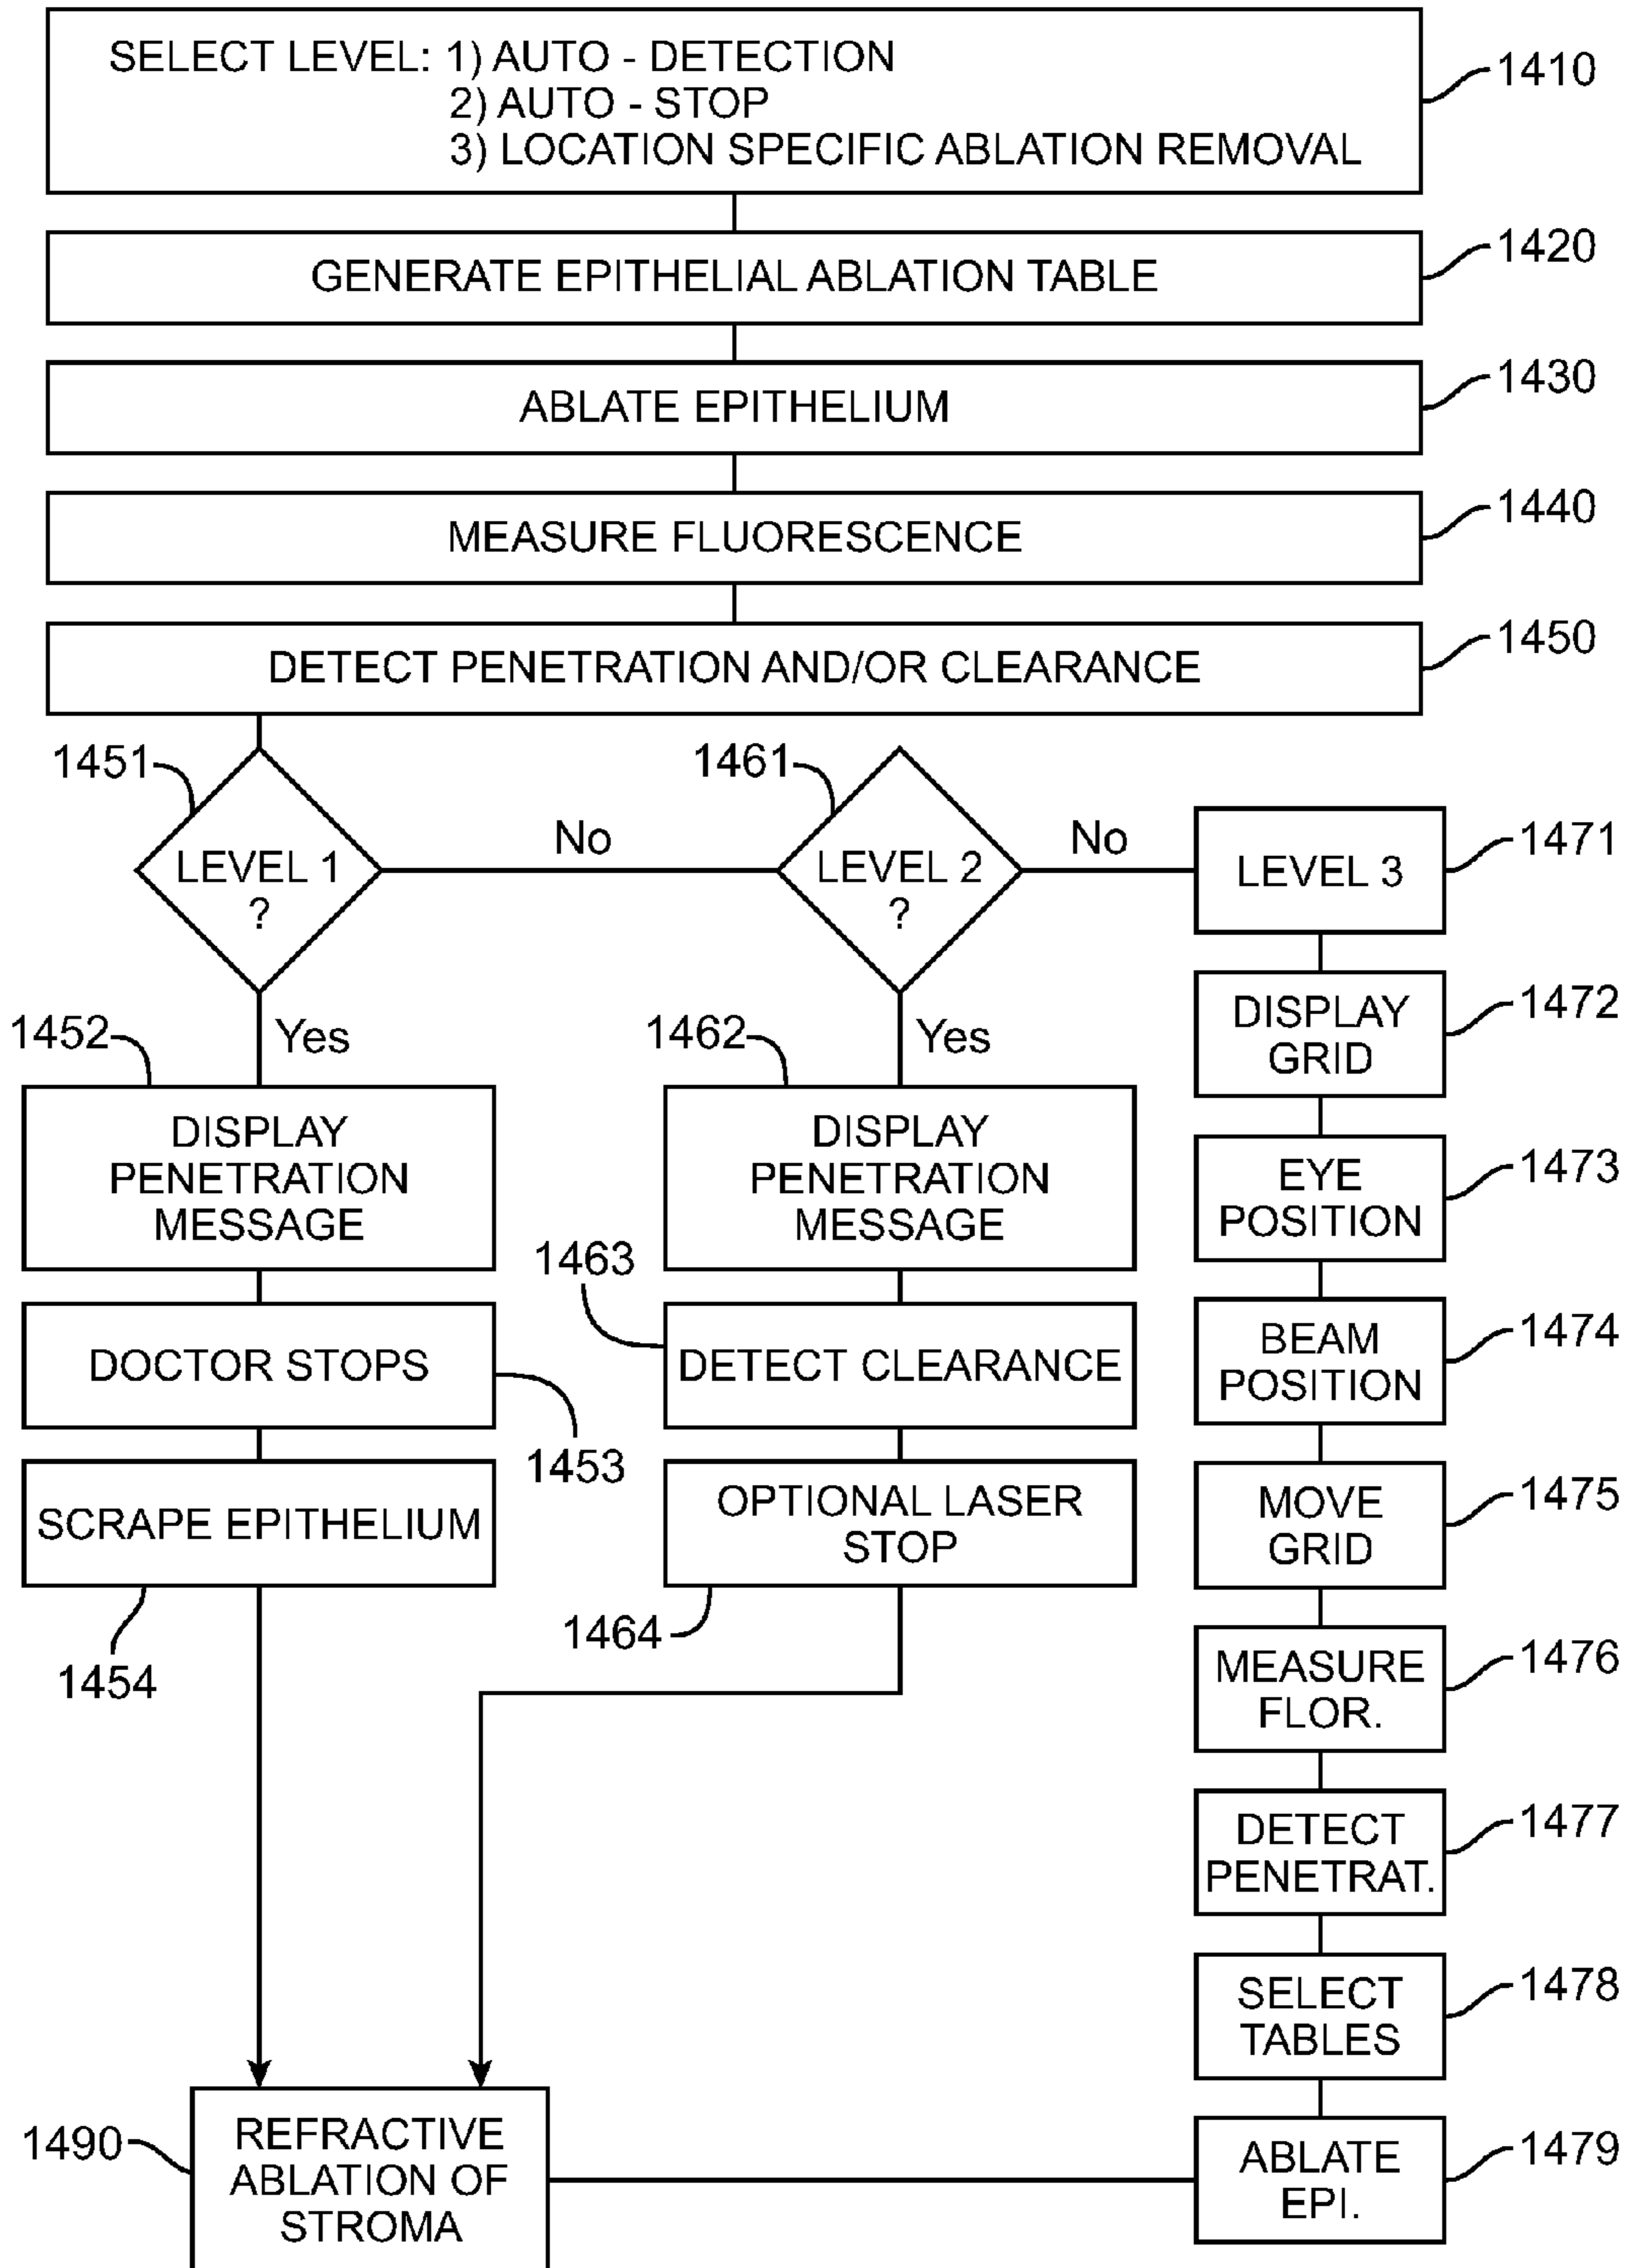 SELECT LEVEL: 1) AUTO - DETECTION
2) AUTO - STOP
3) LOCATION SPECIFIC ABLATION REMOVAL
1410
GENERATE EPITHELIAL ABLATION TABLE
1420
ABLATE EPITHELIUM
1430
MEASURE FLUORESCENCE
1440
DETECT PENETRATION AND/OR CLEARANCE
1450
1451
LEVEL 1
?
No
Yes
1452
DISPLAY
PENETRATION
MESSAGE
DOCTOR STOPS
1453
SCRAPE EPITHELIUM
1454
1461
LEVEL 2
?
No
Yes
1462
DISPLAY
PENETRATION
MESSAGE
1463
DETECT CLEARANCE
OPTIONAL LASER
STOP
1464
LEVEL 3
1471
DISPLAY
GRID
1472
EYE
POSITION
1473
BEAM
POSITION
1474
MOVE
GRID
1475
MEASURE
FLOR.
1476
DETECT
PENETRAT.
1477
SELECT
TABLES
1478
ABLATE
EPI.
1479
1490
REFRACTIVE
ABLATION OF
STROMA